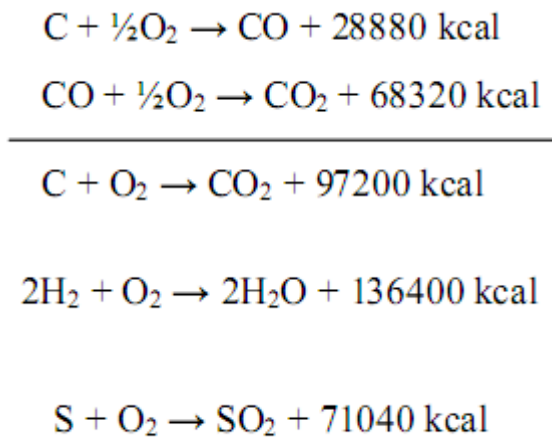 C + ½O₂ → CO + 28880 kcal
CO + ½O₂ → CO₂ + 68320 kcal
C + O₂ → CO₂ + 97200 kcal
2H₂ + O₂ → 2H₂O + 136400 kcal
S + O₂ → SO₂ + 71040 kcal